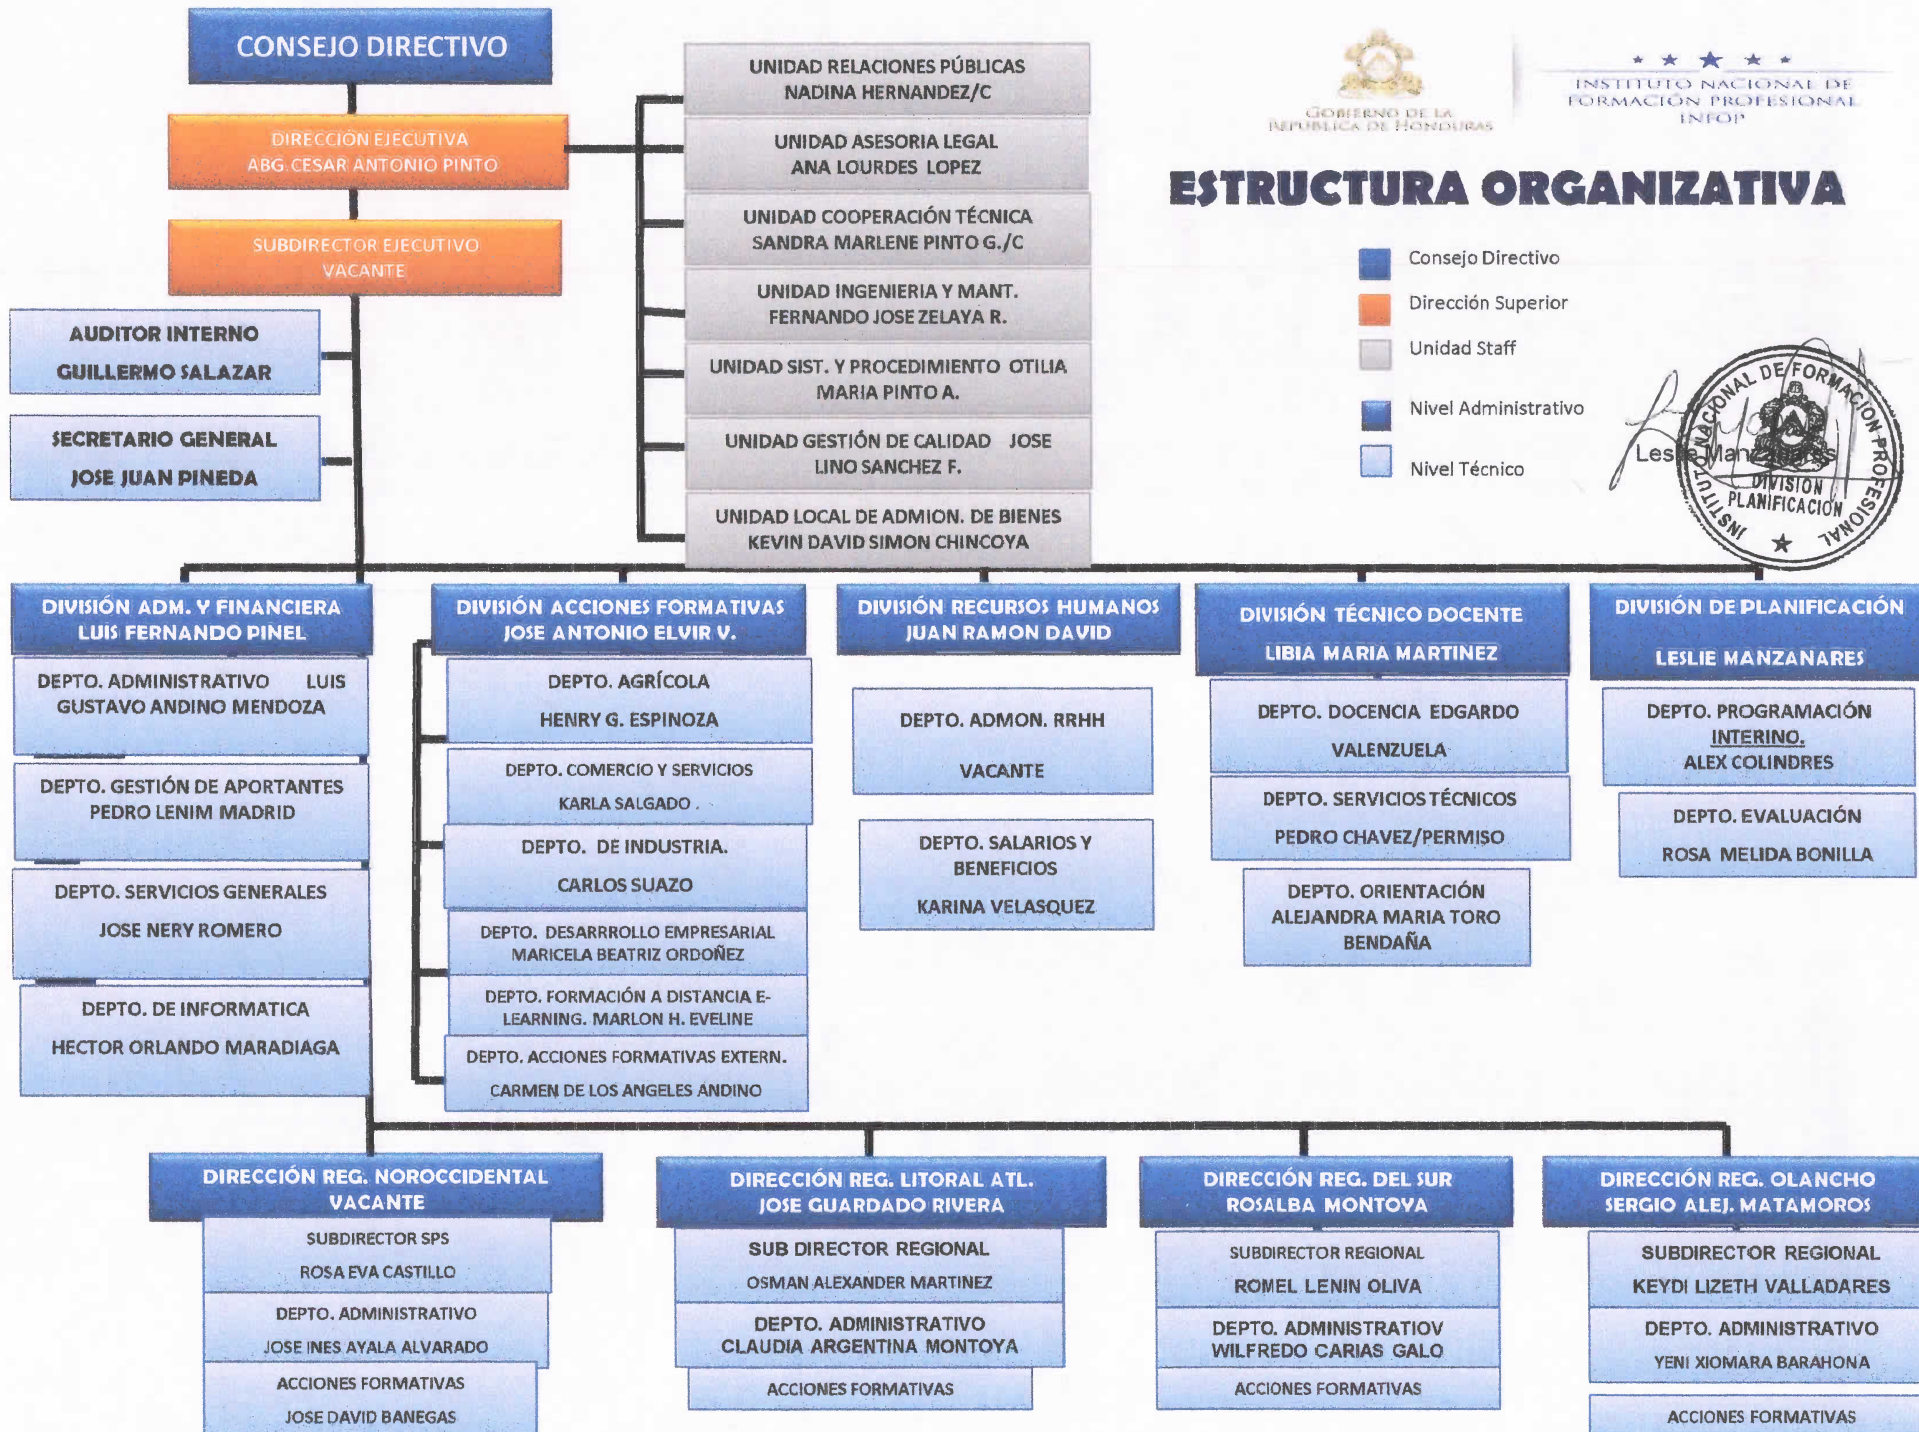 CONSEJO DIRECTIVO
DIRECCIÓN EJECUTIVA
ABG. CESAR ANTONIO PINTO
SUBDIRECTOR EJECUTIVO
VACANTE
AUDITOR INTERNO
GUILLERMO SALAZAR
SECRETARIO GENERAL
JOSE JUAN PINEDA
UNIDAD RELACIONES PÚBLICAS
NADINA HERNANDEZ/C
UNIDAD ASESORIA LEGAL
ANA LOURDES LOPEZ
UNIDAD COOPERACIÓN TÉCNICA
SANDRA MARLENE PINTO G./C
UNIDAD INGENIERIA Y MANT.
FERNANDO JOSE ZELAYA R.
UNIDAD SIST. Y PROCEDIMIENTO OTILIA
MARIA PINTO A.
UNIDAD GESTIÓN DE CALIDAD JOSE
LINO SANCHEZ F.
UNIDAD LOCAL DE ADMION. DE BIENES
KEVIN DAVID SIMON CHINCOYA
GOBIERNO DE LA
REPUBLICA DE HONDURAS
INSTITUTO NACIONAL DE
FORMACIÓN PROFESIONAL
INFOP
ESTRUCTURA ORGANIZATIVA
Consejo Directivo
Dirección Superior
Unidad Staff
Nivel Administrativo
Nivel Técnico
Leslie Manzanares
INSTITUTO NACIONAL DE FORMACION PROFESIONAL
DIVISION
PLANIFICACION
DIVISIÓN ADM. Y FINANCIERA
LUIS FERNANDO PINEL
DEPTO. ADMINISTRATIVO LUIS
GUSTAVO ANDINO MENDOZA
DEPTO. GESTIÓN DE APORTANTES
PEDRO LENIM MADRID
DEPTO. SERVICIOS GENERALES
JOSE NERY ROMERO
DEPTO. DE INFORMATICA
HECTOR ORLANDO MARADIAGA
DIVISIÓN ACCIONES FORMATIVAS
JOSE ANTONIO ELVIR V.
DEPTO. AGRÍCOLA
HENRY G. ESPINOZA
DEPTO. COMERCIO Y SERVICIOS
KARLA SALGADO .
DEPTO. DE INDUSTRIA.
CARLOS SUAZO
DEPTO. DESARRROLLO EMPRESARIAL
MARICELA BEATRIZ ORDOÑEZ
DEPTO. FORMACIÓN A DISTANCIA E-
LEARNING. MARLON H. EVELINE
DEPTO. ACCIONES FORMATIVAS EXTERN.
CARMEN DE LOS ANGELES ANDINO
DIVISIÓN RECURSOS HUMANOS
JUAN RAMON DAVID
DEPTO. ADMON. RRHH
VACANTE
DEPTO. SALARIOS Y
BENEFICIOS
KARINA VELASQUEZ
DIVISIÓN TÉCNICO DOCENTE
LIBIA MARIA MARTINEZ
DEPTO. DOCENCIA EDGARDO
VALENZUELA
DEPTO. SERVICIOS TÉCNICOS
PEDRO CHAVEZ/PERMISO
DEPTO. ORIENTACIÓN
ALEJANDRA MARIA TORO
BENDAÑA
DIVISIÓN DE PLANIFICACIÓN
LESLIE MANZANARES
DEPTO. PROGRAMACIÓN
INTERINO.
ALEX COLINDRES
DEPTO. EVALUACIÓN
ROSA MELIDA BONILLA
DIRECCIÓN REG. NOROCCIDENTAL
VACANTE
SUBDIRECTOR SPS
ROSA EVA CASTILLO
DEPTO. ADMINISTRATIVO
JOSE INES AYALA ALVARADO
ACCIONES FORMATIVAS
JOSE DAVID BANEGAS
DIRECCIÓN REG. LITORAL ATL.
JOSE GUARDADO RIVERA
SUB DIRECTOR REGIONAL
OSMAN ALEXANDER MARTINEZ
DEPTO. ADMINISTRATIVO
CLAUDIA ARGENTINA MONTOYA
ACCIONES FORMATIVAS
DIRECCIÓN REG. DEL SUR
ROSALBA MONTOYA
SUBDIRECTOR REGIONAL
ROMEL LENIN OLIVA
DEPTO. ADMINISTRATIOV
WILFREDO CARIAS GALO
ACCIONES FORMATIVAS
DIRECCIÓN REG. OLANCHO
SERGIO ALEJ. MATAMOROS
SUBDIRECTOR REGIONAL
KEYDI LIZETH VALLADARES
DEPTO. ADMINISTRATIVO
YENI XIOMARA BARAHONA
ACCIONES FORMATIVAS